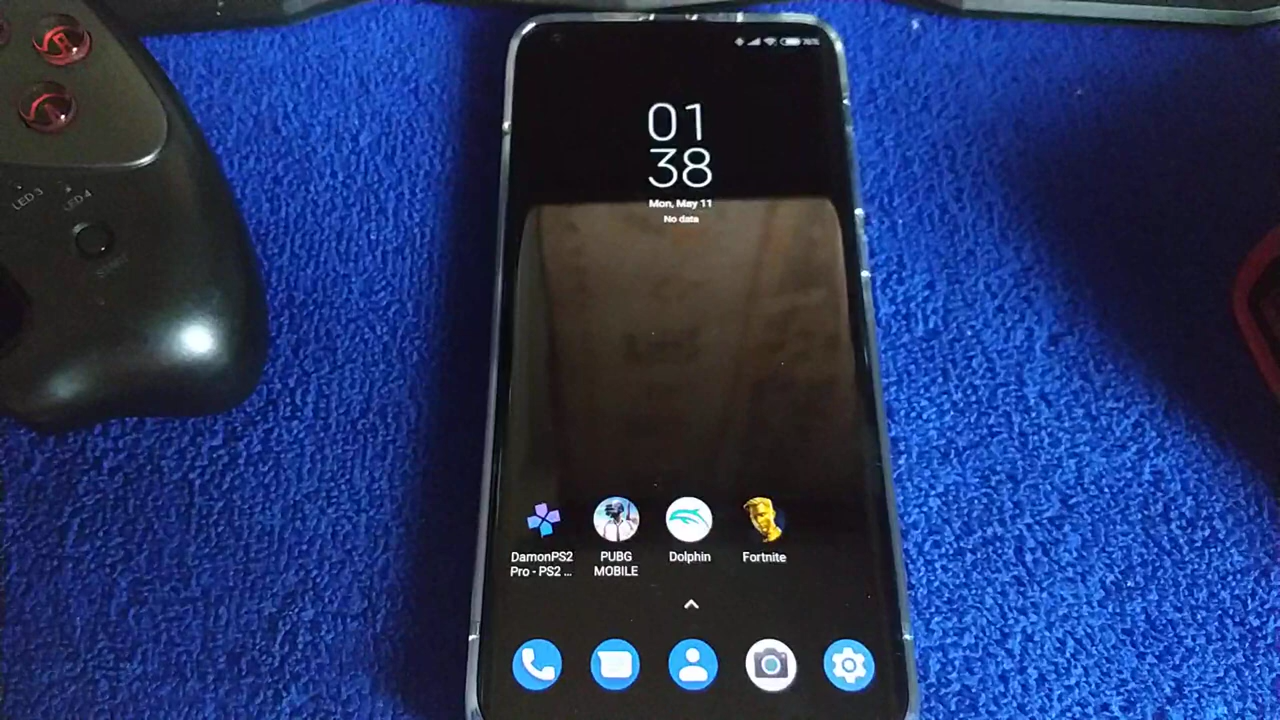 01
38
Mon, May 11
No data
DamonPS2
Pro - PS2 ...
PUBG
MOBILE
Dolphin
Fortnite
LED 3
LED 4